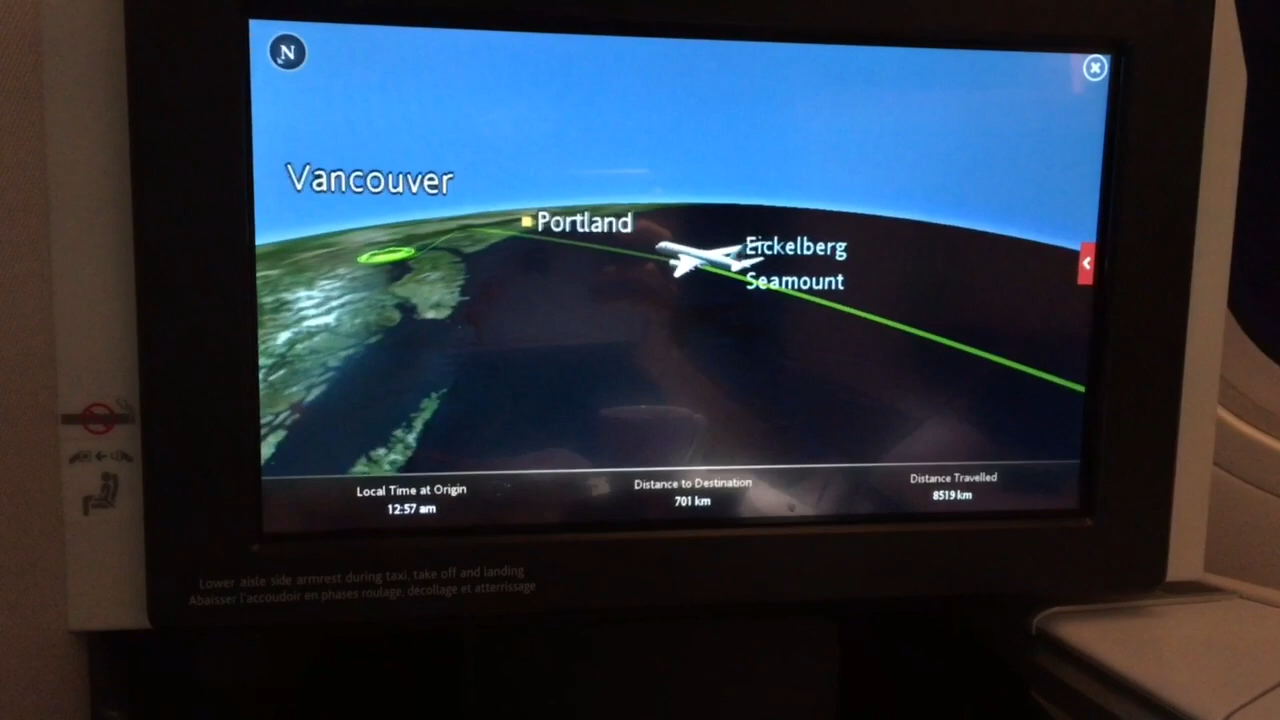 N
Vancouver
Portland
Eickelberg
Seamount
Local Time at Origin
12:57 am
Distance to Destination
701 km
Distance Travelled
8519 km
Lower aisle side armrest during taxi, take off and landing
Abaisser l'accoudoir en phases roulage, decollage et atterrissage